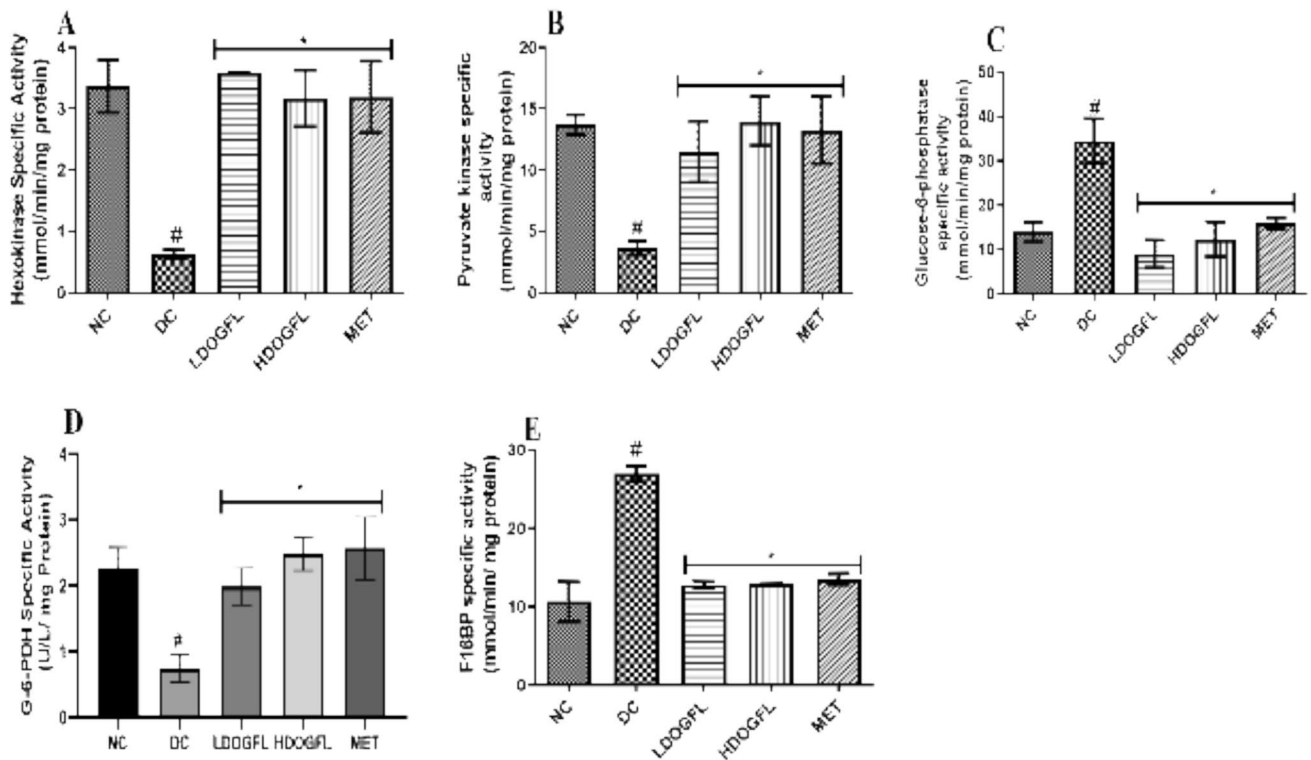 A
Hexokinase Specific Activity
(mmol/min/mg protein)
4
3
2
1
0
#
*
NC
DC
LDOGFL
HDOGFL
MET
B
Pyruvate kinase specific
activity
(mmol/min/mg protein)
20
15
10
5
0
#
*
NC
DC
LDOGFL
HDOGFL
MET
C
Glucose-6-phosphatase
specific activity
(mmol/min/mg protein)
50
40
30
20
10
0
#
*
NC
DC
LDOGFL
HDOGFL
MET
D
G-6-PDH Specific Activity
(U/L/ mg Protein)
4
3
2
1
0
#
*
NC
DC
LDOGFL
HDOGFL
MET
E
F16BP specific activity
(mmol/min/ mg protein)
30
20
10
0
#
*
NC
DC
LDOGFL
HDOGFL
MET